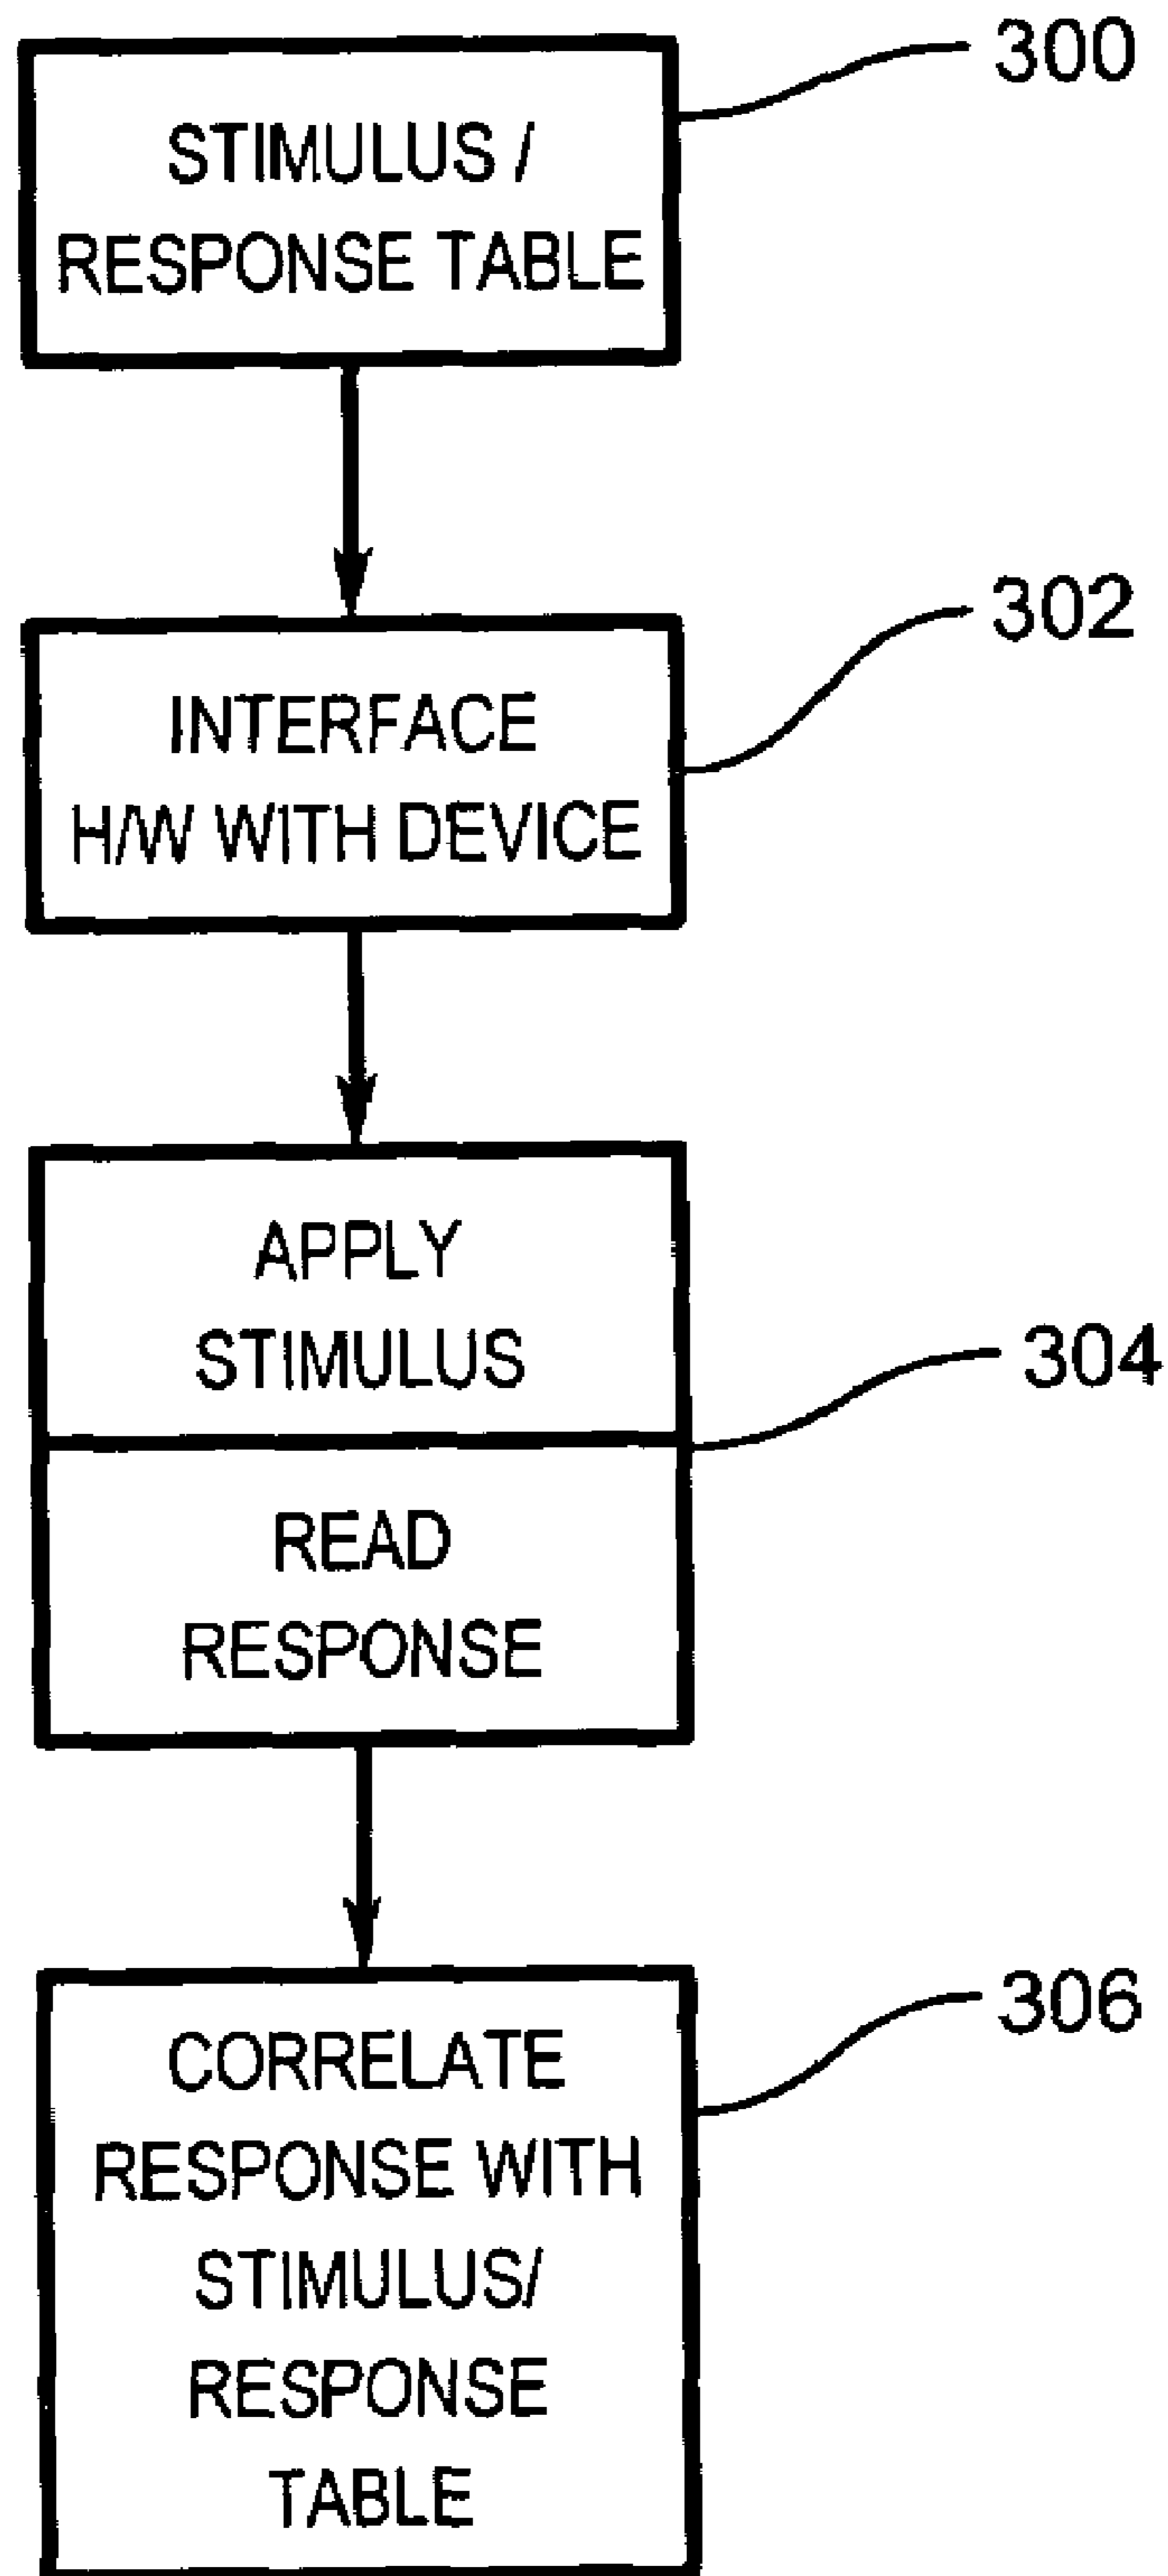 300
STIMULUS /
RESPONSE TABLE
302
INTERFACE
H/W WITH DEVICE
APPLY
STIMULUS
304
READ
RESPONSE
306
CORRELATE
RESPONSE WITH
STIMULUS/
RESPONSE
TABLE